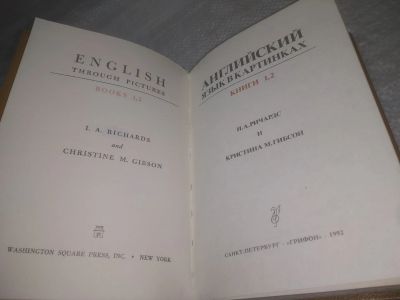 ENGLISH
THROUGH PICTURES
BOOKS 1,2
I. A. RICHARDS
and
CHRISTINE M. GIBSON
WASHINGTON SQUARE PRESS, INC. • NEW YORK
АНГЛИЙСКИЙ
ЯЗЫК В КАРТИНКАХ
КНИГИ 1,2
И.А.РИЧАРДС
И
КРИСТИНА М.ГИБСОН
САНКТ-ПЕТЕРБУРГ • «ГРИФОН» • 1992